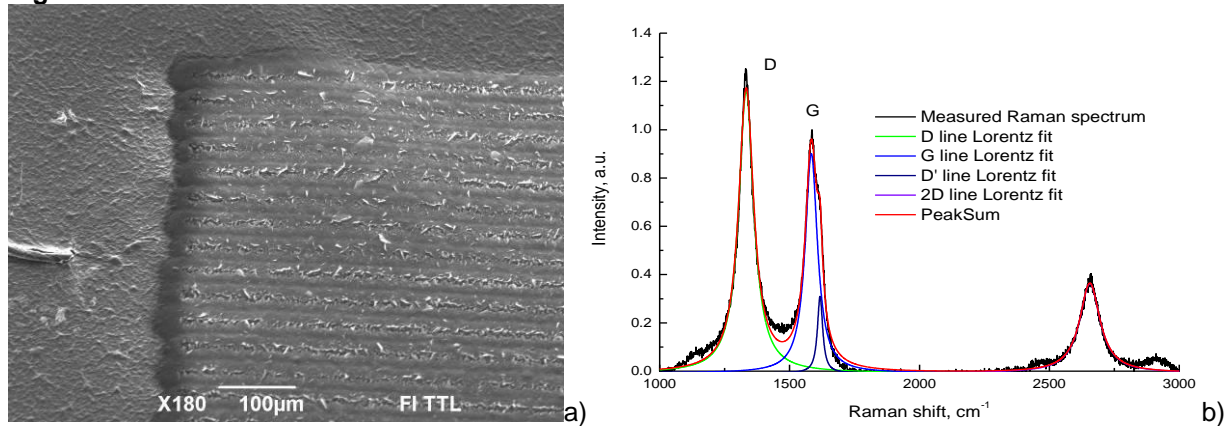 X180 100µm FI TTL
a)
D
G
Measured Raman spectrum
D line Lorentz fit
G line Lorentz fit
D' line Lorentz fit
2D line Lorentz fit
PeakSum
Intensity, a.u.
1.2
1.0
0.8
0.6
0.4
0.2
0.0
1000 1500 2000 2500 3000
Raman shift, cm⁻¹
b)